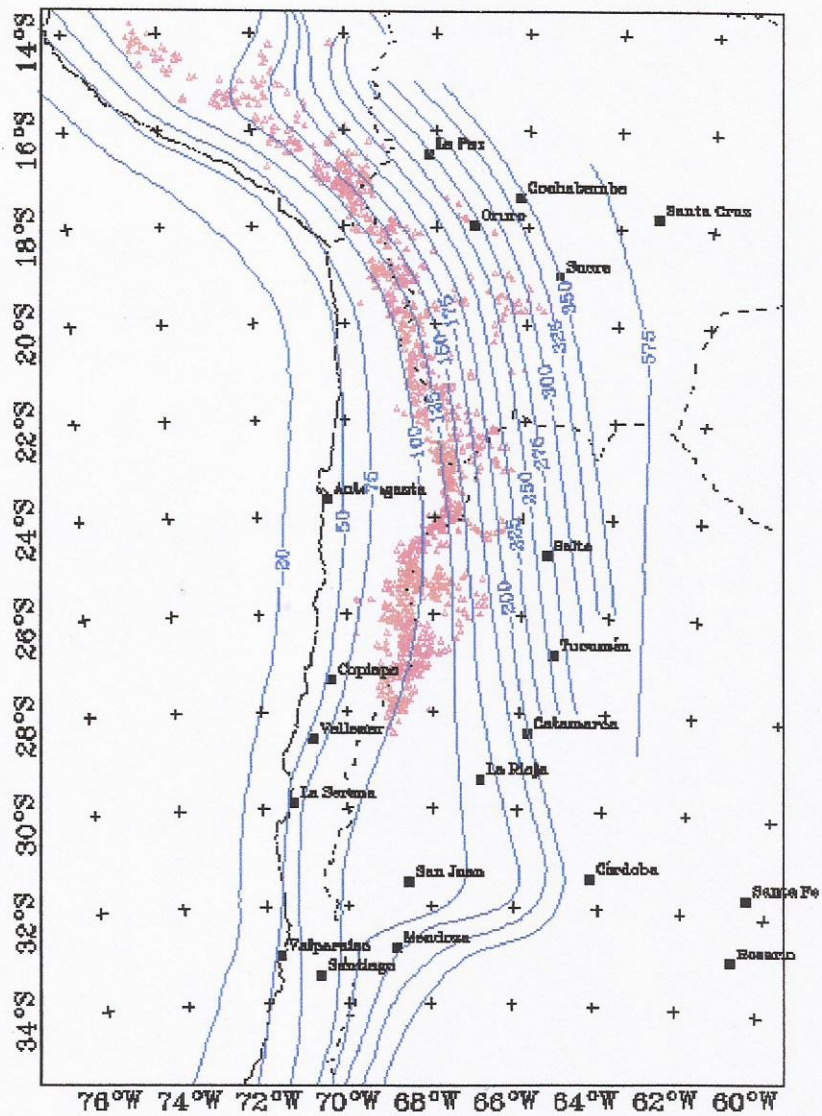 14°S
16°S
18°S
20°S
22°S
24°S
26°S
28°S
30°S
32°S
34°S
La Paz
Cochabamba
Oruro
Santa Cruz
Sucre
175
150
125
100
350
325
300
275
250
225
200
575
Antofagasta
75
50
20
Salta
Tucumán
Copiapo
Vallenar
Catamarca
La Rioja
La Serena
San Juan
Córdoba
Santa Fe
Valparaiso
Mendoza
Santiago
Rosario
76°W 74°W 72°W 70°W 68°W 66°W 64°W 62°W 60°W